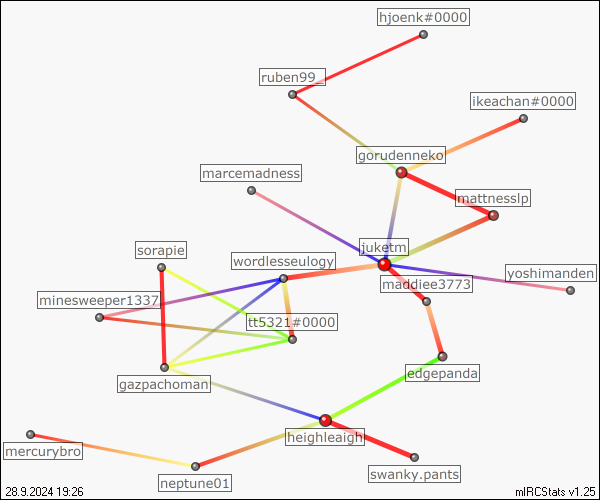 hjoenk#0000
ruben99_
ikeachan#0000
gorudenneko
marcemadness
mattnesslp
sorapie
juketm
wordlesseulogy
yoshimanden
maddiee3773
minesweeper1337
tt5321#0000
edgepanda
gazpachoman
heighleaigh
mercurybro
swanky.pants
neptune01
28.9.2024 19:26
mIRCStats v1.25